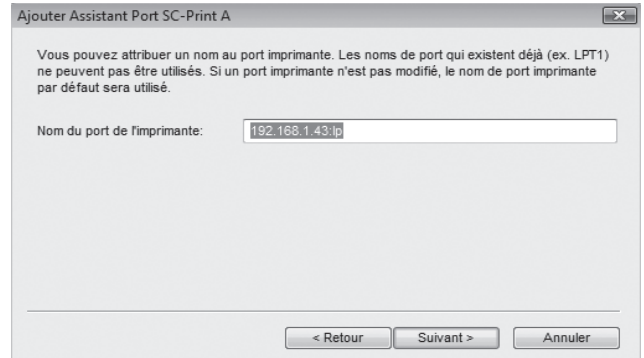 Ajouter Assistant Port SC-Print A
Vous pouvez attribuer un nom au port imprimante. Les noms de port qui existent déjà (ex. LPT1)
ne peuvent pas être utilisés. Si un port imprimante n'est pas modifié, le nom de port imprimante
par défaut sera utilisé.
Nom du port de l'imprimante:
192.168.1.43:lp
< Retour
Suivant >
Annuler